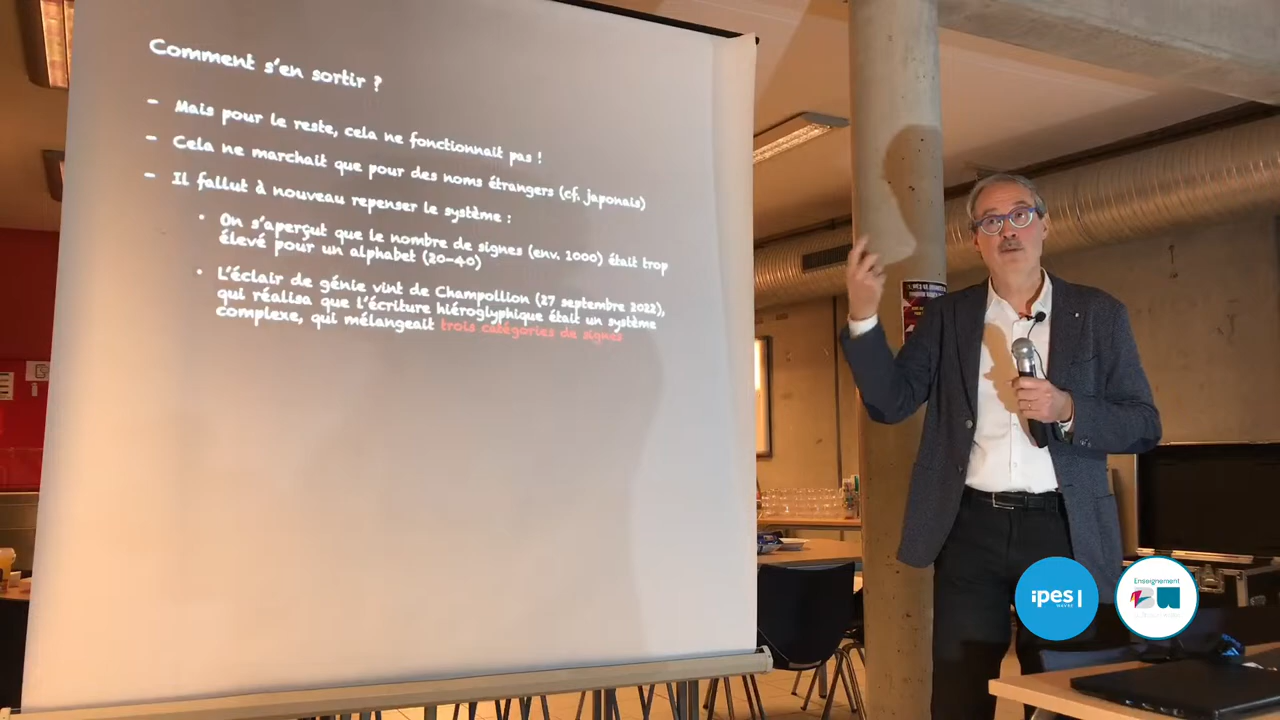 Comment s'en sortir ?
- Mais pour le reste, cela ne fonctionnait pas !
- Cela ne marchait que pour des noms étrangers (cf. japonais)
- Il fallut à nouveau repenser le système :
• On s'aperçut que le nombre de signes (env. 1000) était trop
élevé pour un alphabet (20-40)
• L'éclair de génie vint de Champollion (27 septembre 2022),
qui réalisa que l'écriture hiéroglyphique était un système
complexe, qui mélangeait trois catégories de signes
ipes
WAVRE
Enseignement